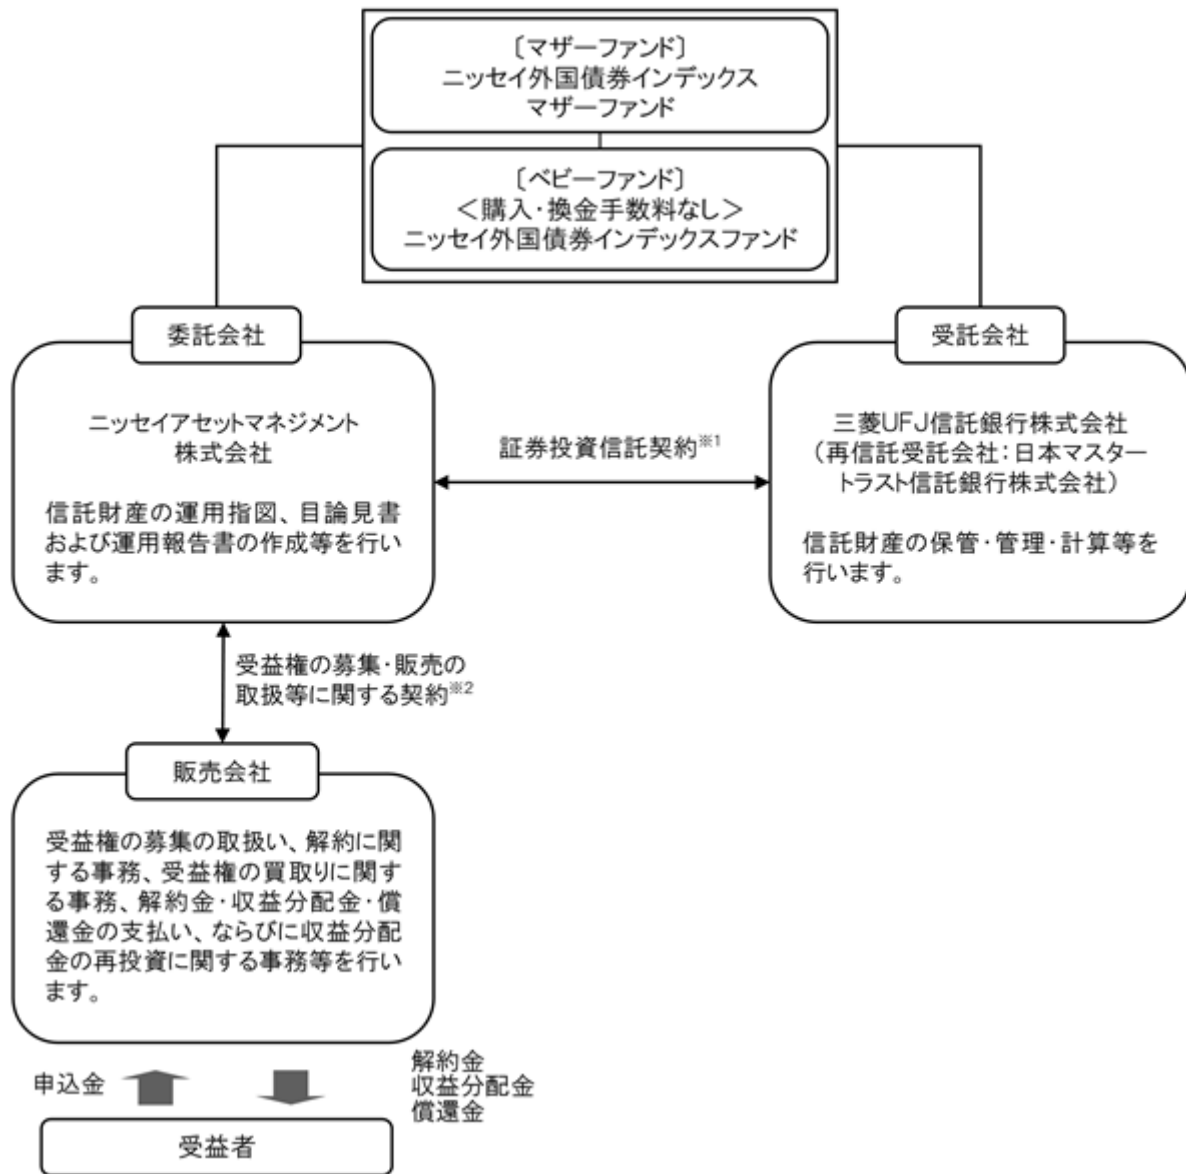 〔マザーファンド〕
ニッセイ外国債券インデックス
マザーファンド
〔ベビーファンド〕
＜購入・換金手数料なし＞
ニッセイ外国債券インデックスファンド
委託会社
ニッセイアセットマネジメント
株式会社
信託財産の運用指図、目論見書
および運用報告書の作成等を行い
ます。
証券投資信託契約※1
受託会社
三菱UFJ信託銀行株式会社
（再信託受託会社：日本マスター
トラスト信託銀行株式会社）
信託財産の保管・管理・計算等を
行います。
受益権の募集・販売の
取扱等に関する契約※2
販売会社
受益権の募集の取扱い、解約に関
する事務、受益権の買取りに関す
る事務、解約金・収益分配金・償
還金の支払い、ならびに収益分配
金の再投資に関する事務等を行い
ます。
申込金
解約金
収益分配金
償還金
受益者